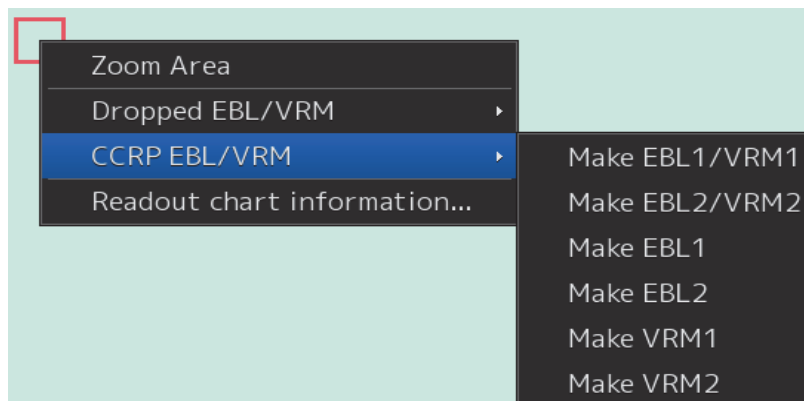 Zoom Area
Dropped EBL/VRM
CCRP EBL/VRM
Readout chart information...
Make EBL1/VRM1
Make EBL2/VRM2
Make EBL1
Make EBL2
Make VRM1
Make VRM2